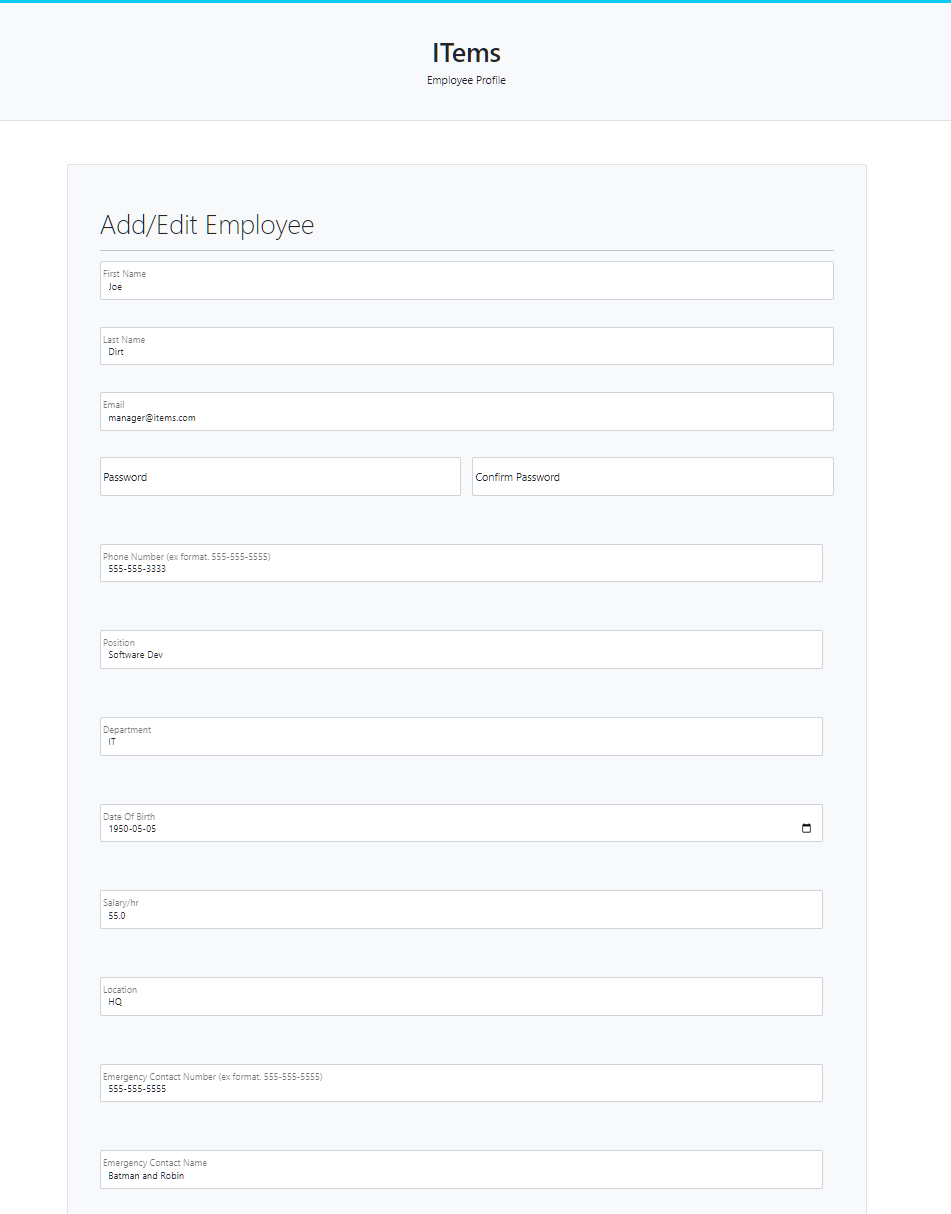 ITems
Employee Profile
Add/Edit Employee
First Name
Joe
Last Name
Dirt
Email
manager@items.com
Password Confirm Password
Phone Number (ex format. 555-555-5555)
555-555-3333
Position
Software Dev
Department
IT
Date Of Birth
1950-05-05
Salary/hr
55.0
Location
HQ
Emergency Contact Number (ex format. 555-555-5555)
555-555-5555
Emergency Contact Name
Batman and Robin